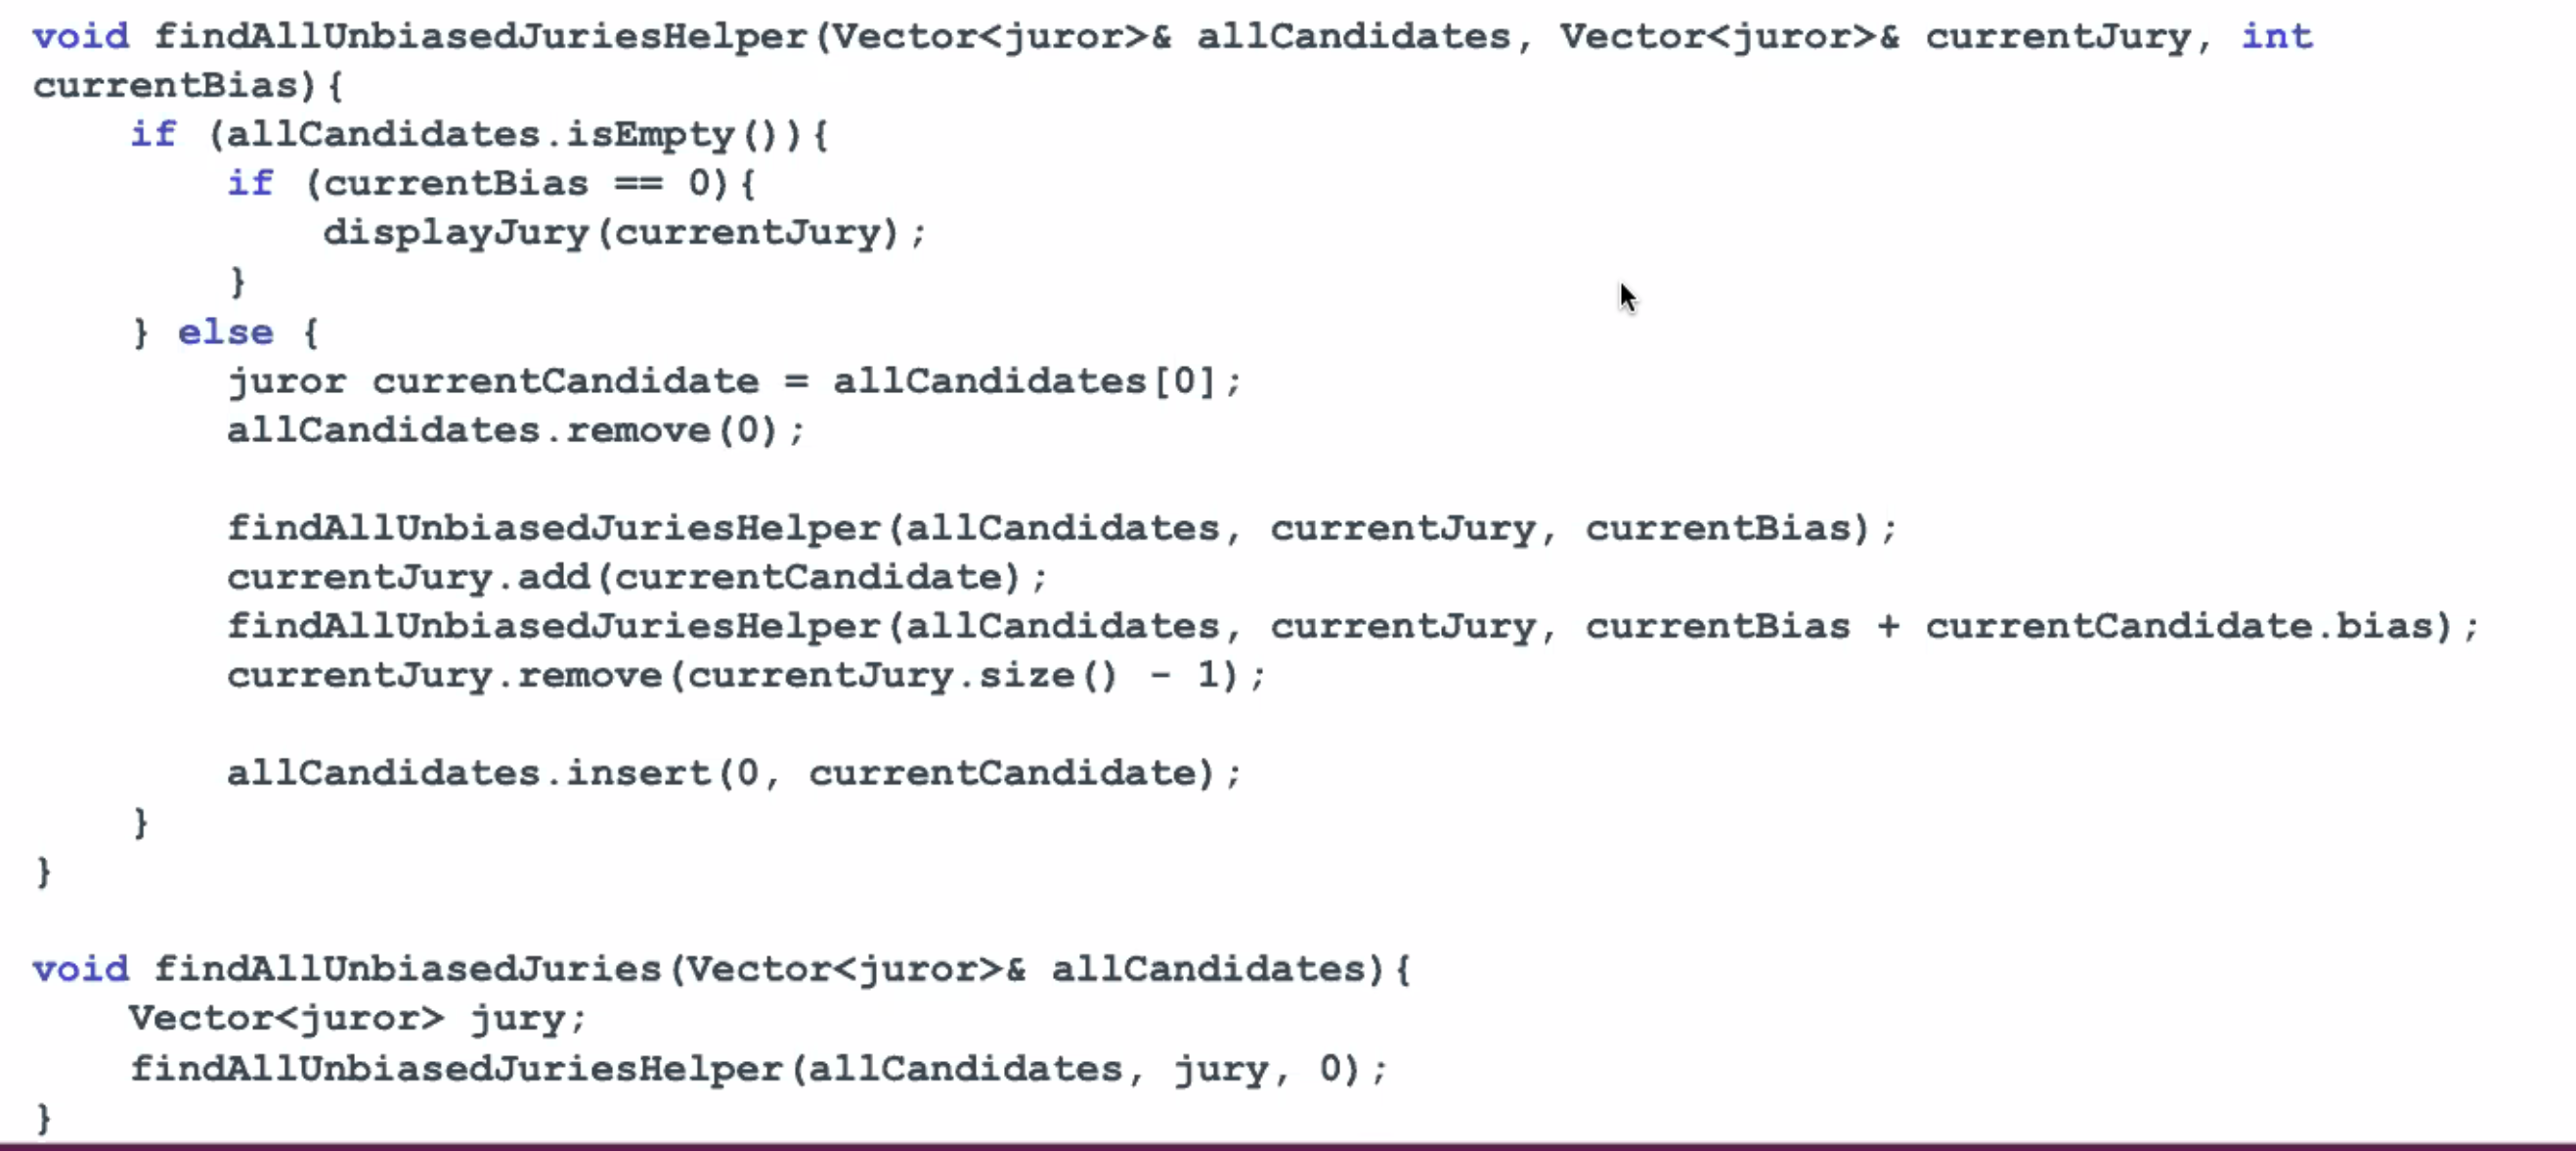 void findAllUnbiasedJuriesHelper(Vector<juror>& allCandidates, Vector<juror>& currentJury, int
currentBias){
    if (allCandidates.isEmpty()){
        if (currentBias == 0){
            displayJury(currentJury);
        }
    } else {
        juror currentCandidate = allCandidates[0];
        allCandidates.remove(0);

        findAllUnbiasedJuriesHelper(allCandidates, currentJury, currentBias);
        currentJury.add(currentCandidate);
        findAllUnbiasedJuriesHelper(allCandidates, currentJury, currentBias + currentCandidate.bias);
        currentJury.remove(currentJury.size() - 1);

        allCandidates.insert(0, currentCandidate);
    }
}

void findAllUnbiasedJuries(Vector<juror>& allCandidates){
    Vector<juror> jury;
    findAllUnbiasedJuriesHelper(allCandidates, jury, 0);
}